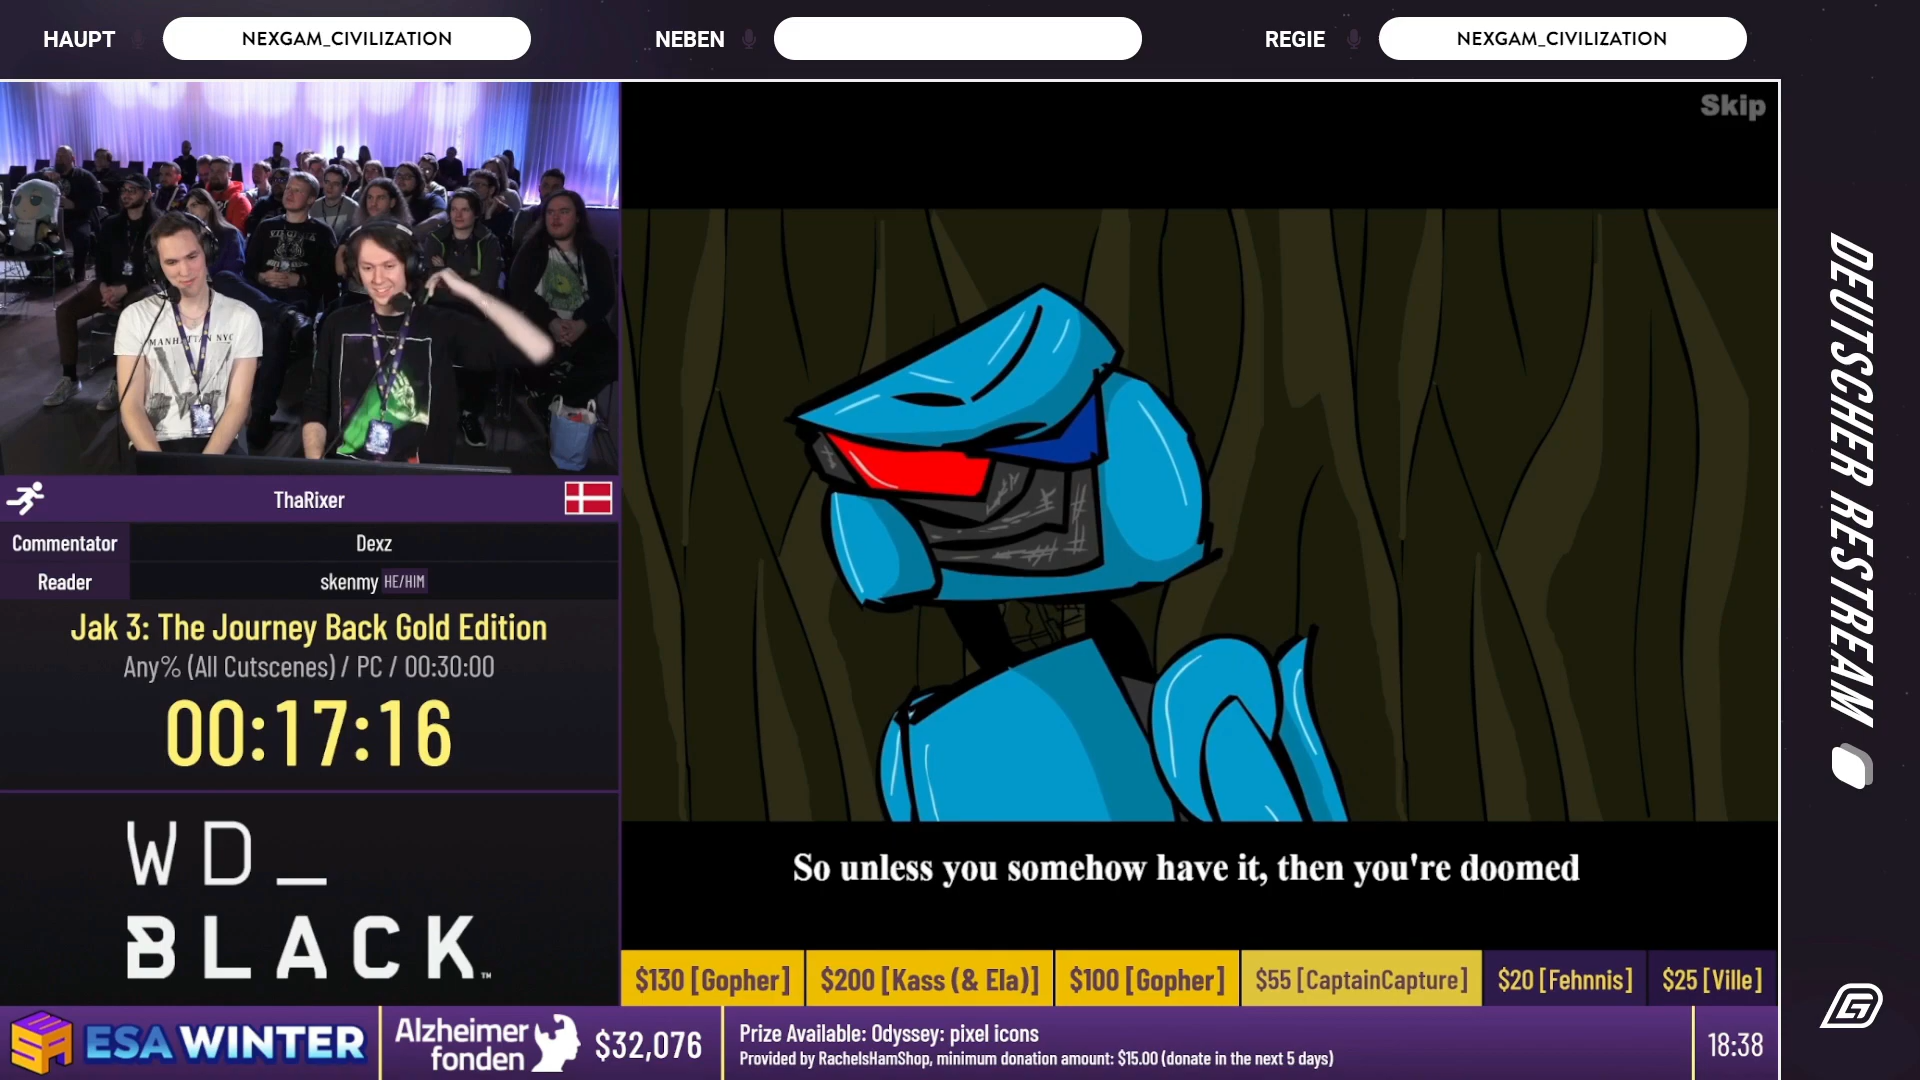 HAUPT
NEXGAM_CIVILIZATION
NEBEN
REGIE
NEXGAM_CIVILIZATION
Skip
MANHATTAN NYC
ThaRixer
Commentator
Dexz
Reader
skenmy HE/HIM
Jak 3: The Journey Back Gold Edition
Any% (All Cutscenes) / PC / 00:30:00
00:17:16
WD_
BLACK™
So unless you somehow have it, then you're doomed
$130 [Gopher]
$200 [Kass (& Ela)]
$100 [Gopher]
$55 [CaptainCapture]
$20 [Fehnnis]
$25 [Ville]
ESA WINTER
Alzheimer
fonden
$32,076
Prize Available: Odyssey: pixel icons
Provided by RachelsHamShop, minimum donation amount: $15.00 (donate in the next 5 days)
18:38
DEUTSCHER RESTREAM